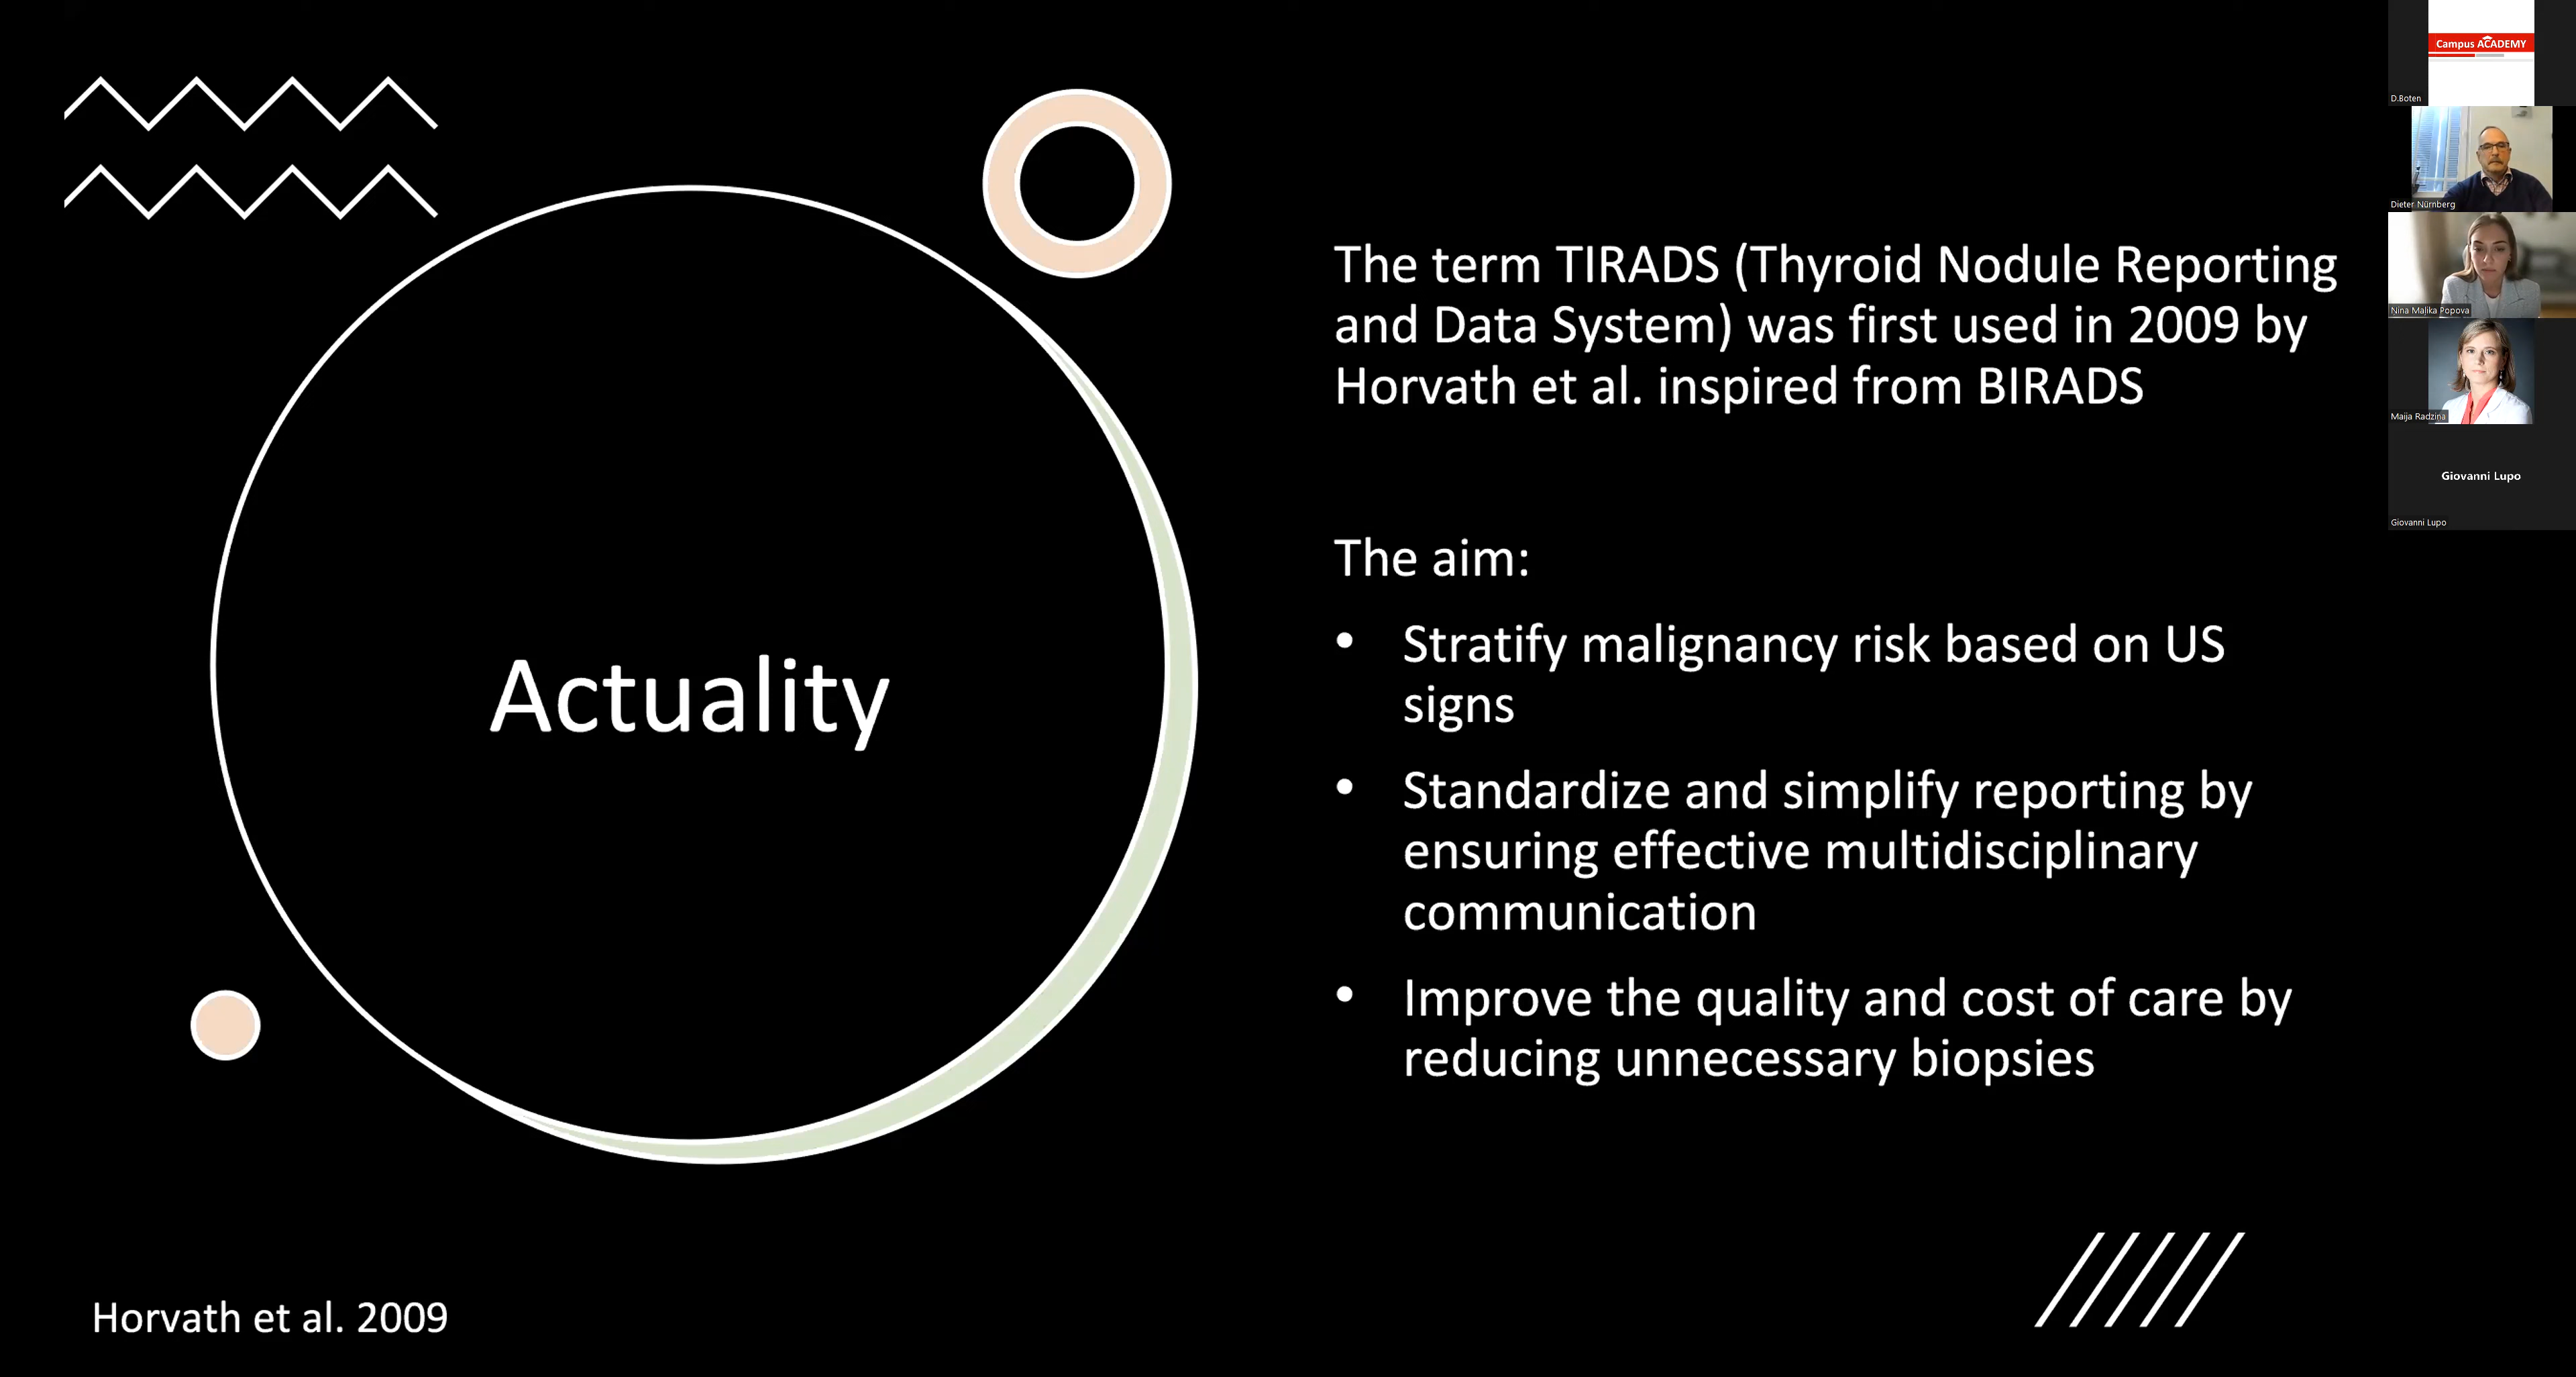 Actuality
The term TIRADS (Thyroid Nodule Reporting
and Data System) was first used in 2009 by
Horvath et al. inspired from BIRADS
The aim:
• Stratify malignancy risk based on US
signs
• Standardize and simplify reporting by
ensuring effective multidisciplinary
communication
• Improve the quality and cost of care by
reducing unnecessary biopsies
Horvath et al. 2009
Campus ACADEMY
D.Boten
Dieter Nürnberg
Nina Malika Popova
Maija Radziņa
Giovanni Lupo
Giovanni Lupo